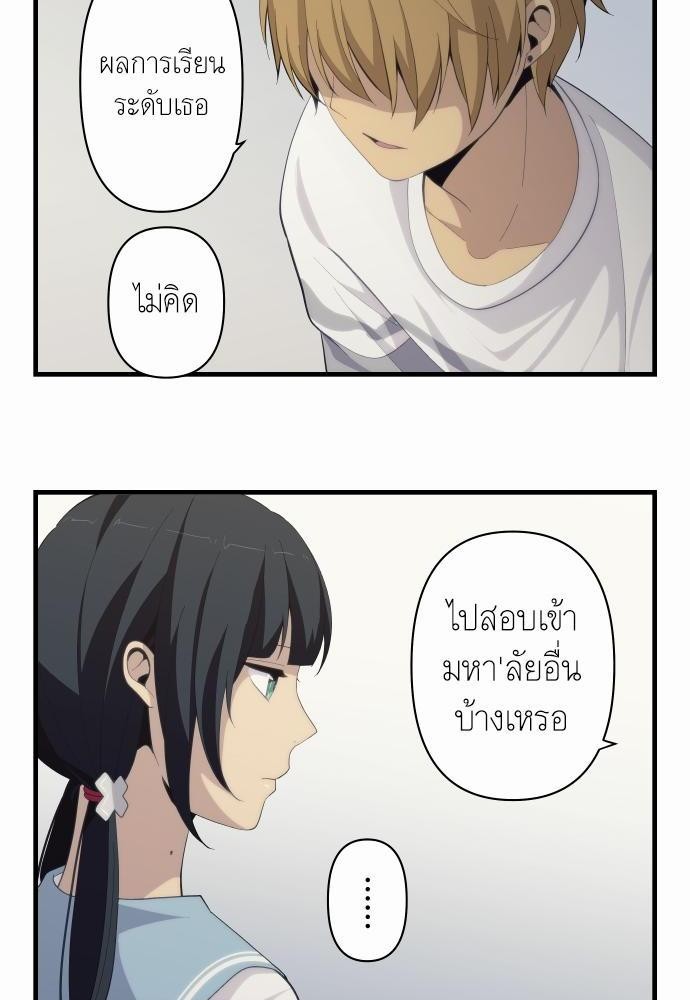 ผลการเรียน
ระดับเธอ
ไม่คิด
ไปสอบเข้า
มหา'ลัยอื่น
บ้างเหรอ
......